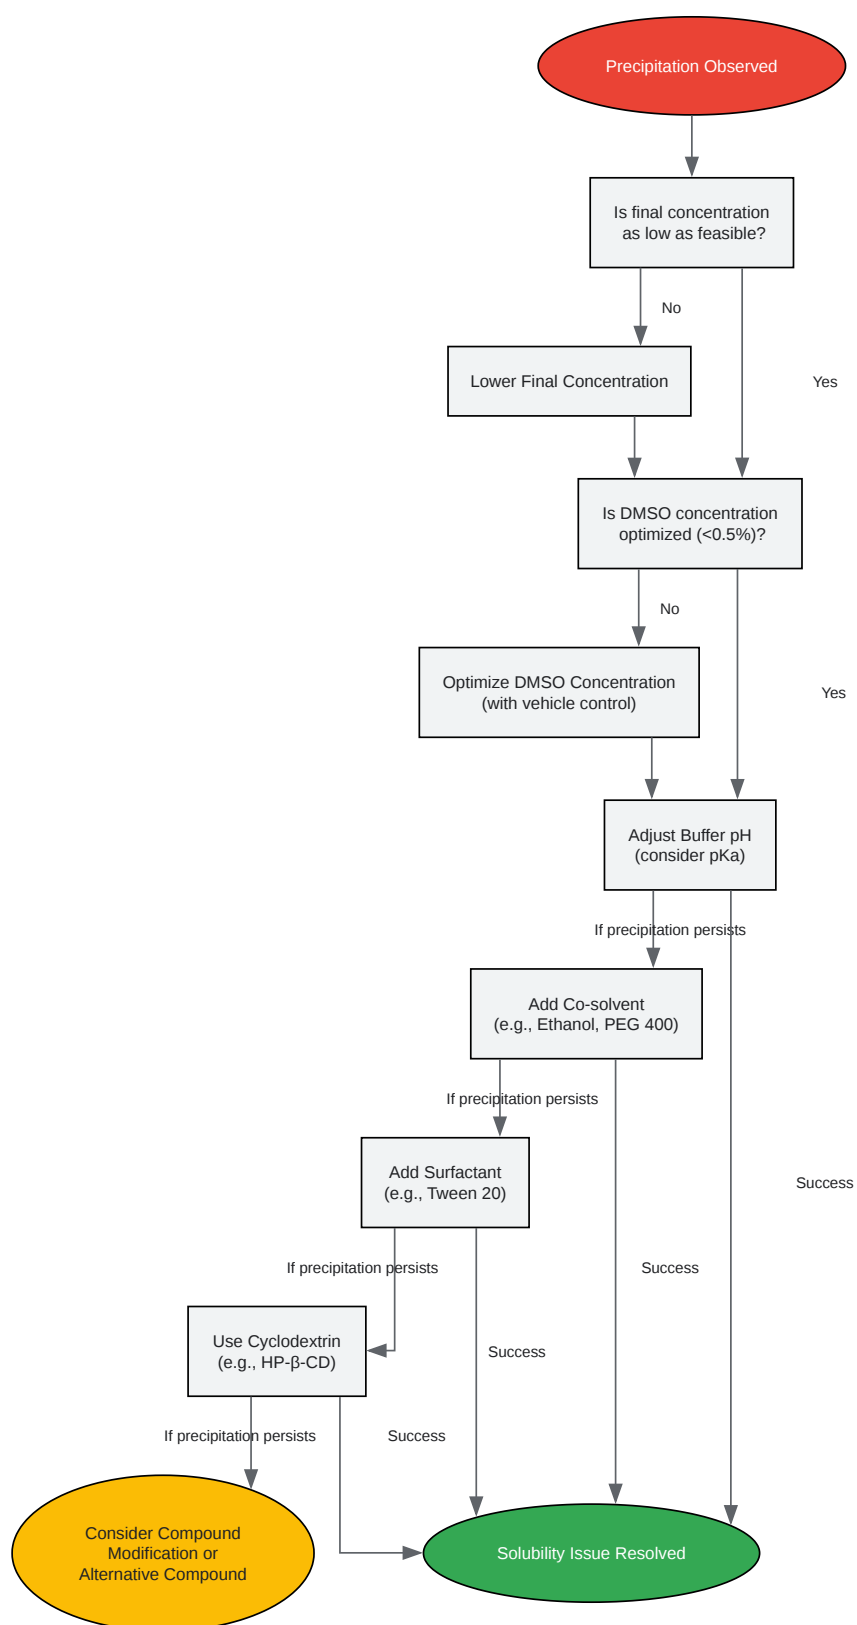 Precipitation Observed
Is final concentration
as low as feasible?
No
Lower Final Concentration
Yes
Is DMSO concentration
optimized (<0.5%)?
No
Optimize DMSO Concentration
(with vehicle control)
Yes
Adjust Buffer pH
(consider pKa)
If precipitation persists
Add Co-solvent
(e.g., Ethanol, PEG 400)
If precipitation persists
Add Surfactant
(e.g., Tween 20)
Success
If precipitation persists
Success
Use Cyclodextrin
(e.g., HP-β-CD)
Success
If precipitation persists
Success
Consider Compound
Modification or
Alternative Compound
Solubility Issue Resolved